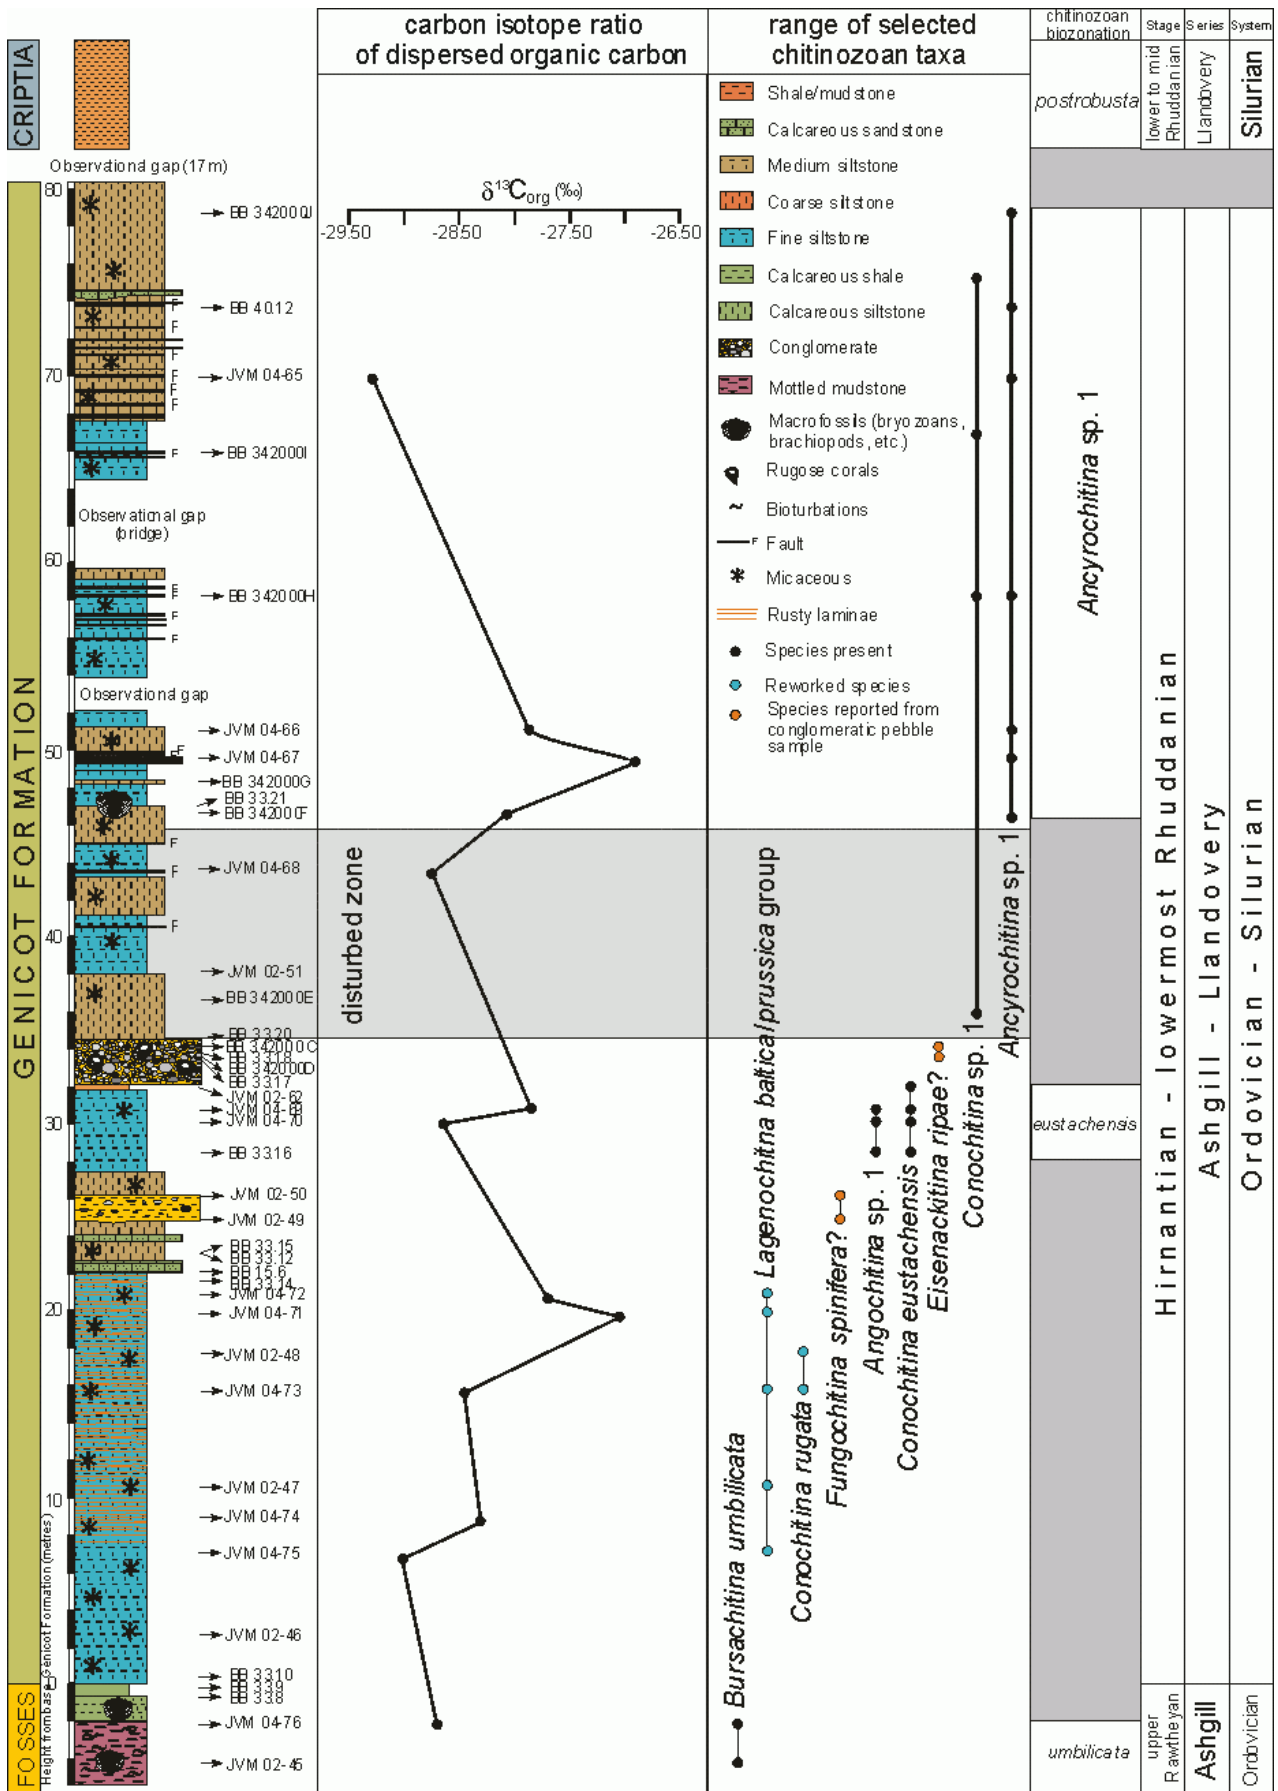 carbon isotope ratio
of dispersed organic carbon
range of selected
chitinozoan taxa
chitinozoan
biozonation
Stage
Series
System
CRIPTIA
postrobusta
lower to mid
Rhuddanian
Llandovery
Silurian
Observational gap (17 m)
GENICOT FORMATION
FOSSES
Height from base Génicot Formation (metres)
80
70
60
50
40
30
20
10
0
δ13Corg (‰)
-29.50
-28.50
-27.50
-26.50
Shale/mudstone
Calcareous sandstone
Medium siltstone
Coarse siltstone
Fine siltstone
Calcareous shale
Calcareous siltstone
Conglomerate
Mottled mudstone
Macrofossils (bryozoans,
brachiopods, etc.)
Rugose corals
Bioturbations
F Fault
Micaceous
Rusty laminae
Species present
Reworked species
Species reported from
conglomeratic pebble
sample
BB 342000J
F
BB 40.12
F
F
F
JVM 04-65
F
F
F
BB 342000I
F
Observational gap
(bridge)
F
F
BB 342000H
F
F
Observational gap
JVM 04-66
F
F
JVM 04-67
BB 342000G
BB 33.21
BB 342000F
F
JVM 04-68
F
F
JVM 02-51
BB 342000E
BB 33.20
BB 342000C
BB 33.18
BB 342000D
BB 33.17
JVM 02-62
JVM 04-69
JVM 04-70
BB 33.16
JVM 02-50
JVM 02-49
BB 33.15
BB 33.12
BB 15.6
BB 33.14
JVM 04-72
JVM 04-71
JVM 02-48
JVM 04-73
JVM 02-47
JVM 04-74
JVM 04-75
JVM 02-46
BB 33.10
BB 33.9
BB 33.8
JVM 04-76
JVM 02-45
disturbed zone
Bursachitina umbilicata
Lagenochitna baltica/prussica group
Conochitina rugata
Fungochitina spinifera?
Angochitina sp. 1
Conochitina eustachensis
Eisenackitina ripae?
Conochitina sp. 1
Ancyrochitina sp. 1
Ancyrochitina sp. 1
eustachensis
umbilicata
Hirnantian - lowermost Rhuddanian
Ashgill - Llandovery
Ordovician - Silurian
upper
Rawtheyan
Ashgill
Ordovician